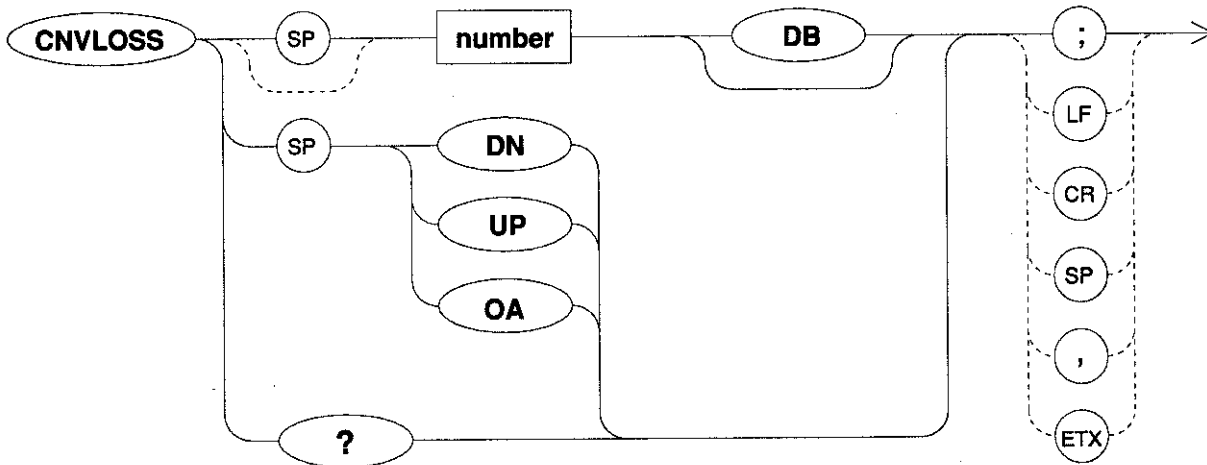 CNVLOSS SP number DB ;
LF
SP DN
CR
UP
SP
OA
,
? ETX